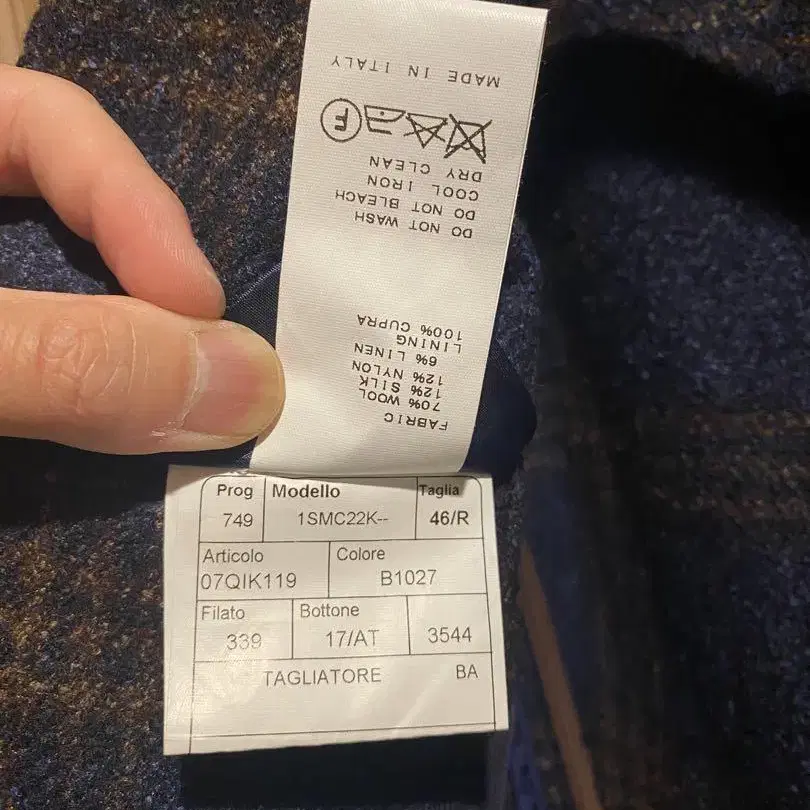 FABRIC
70% WOOL
12% SILK
12% NYLON
6% LINEN
LINING
100% CUPRA
DO NOT WASH
DO NOT BLEACH
COOL IRON
DRY CLEAN
F
MADE IN ITALY
Prog Modello Taglia
749 1SMC22K-- 46/R
Articolo Colore
07QIK119 B1027
Filato Bottone
339 17/AT 3544
TAGLIATORE BA